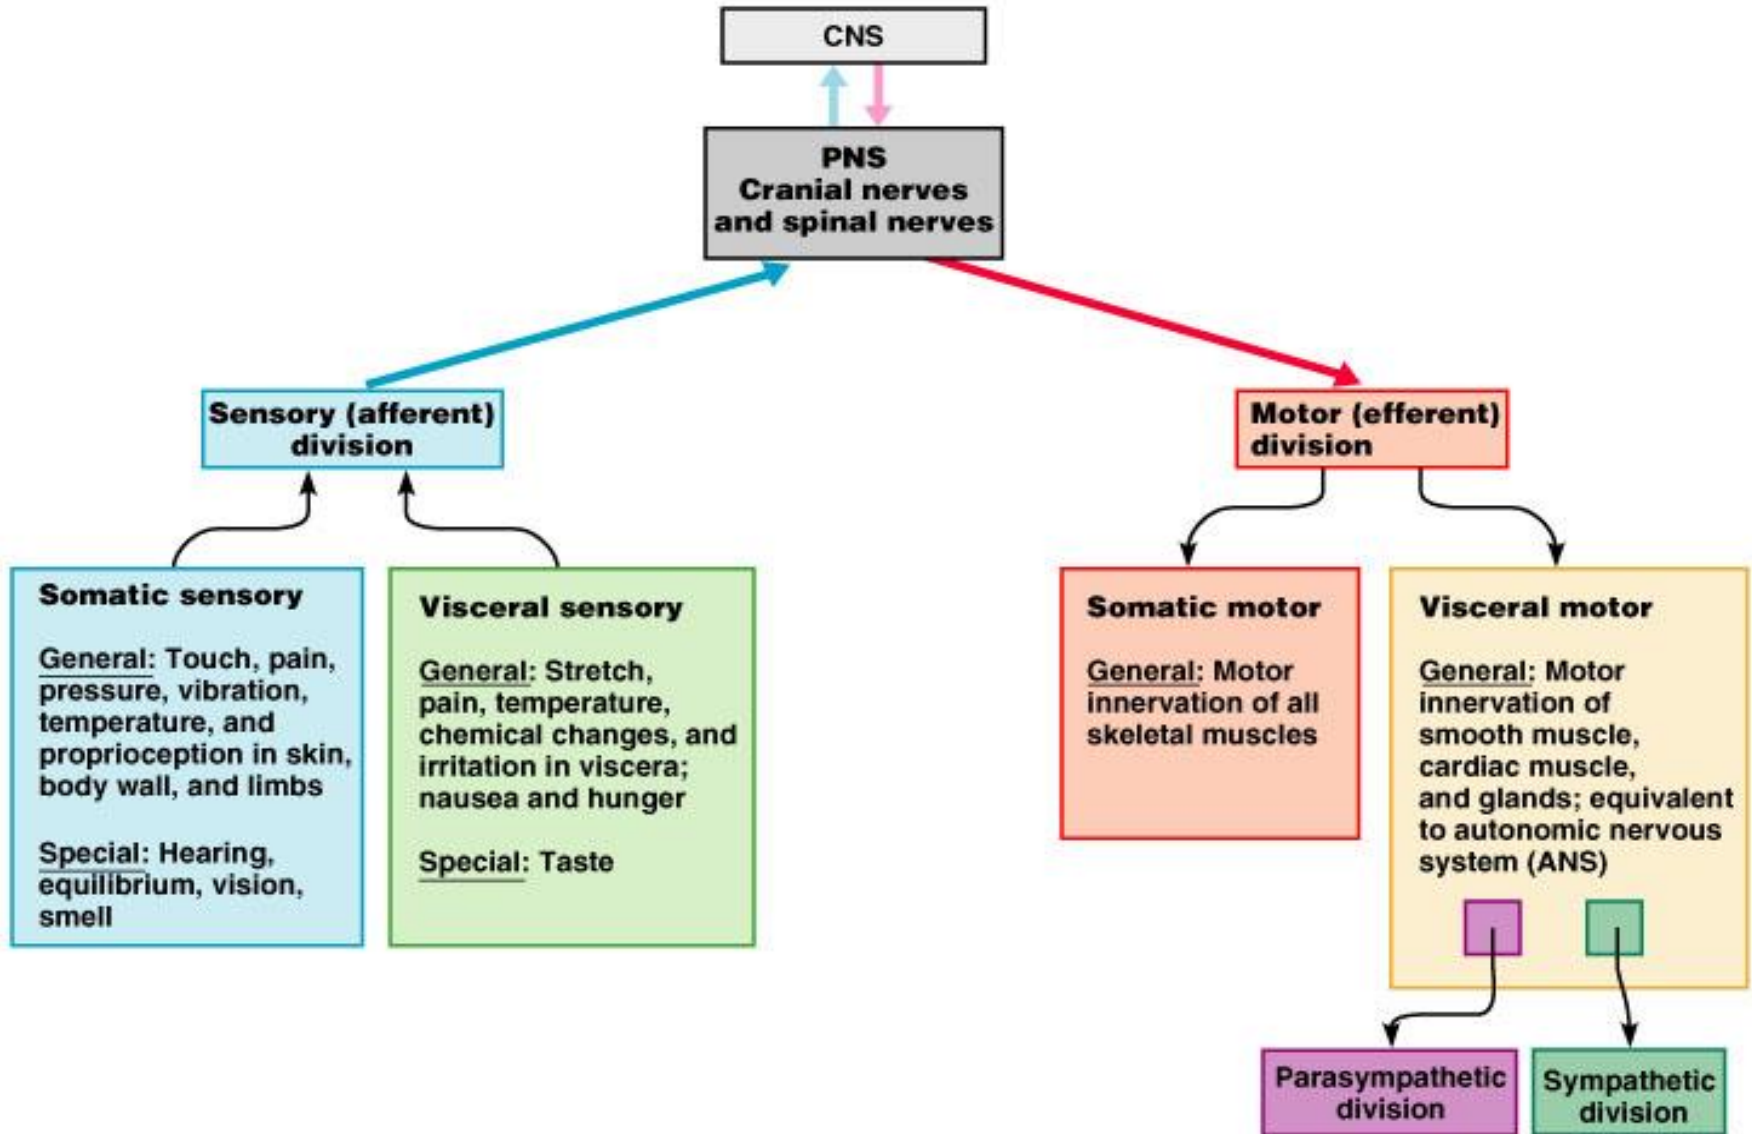 CNS
PNS
Cranial nerves
and spinal nerves
Sensory (afferent)
division
Motor (efferent)
division
Somatic sensory
General: Touch, pain,
pressure, vibration,
temperature, and
proprioception in skin,
body wall, and limbs
Special: Hearing,
equilibrium, vision,
smell
Visceral sensory
General: Stretch,
pain, temperature,
chemical changes, and
irritation in viscera;
nausea and hunger
Special: Taste
Somatic motor
General: Motor
innervation of all
skeletal muscles
Visceral motor
General: Motor
innervation of
smooth muscle,
cardiac muscle,
and glands; equivalent
to autonomic nervous
system (ANS)
Parasympathetic
division
Sympathetic
division